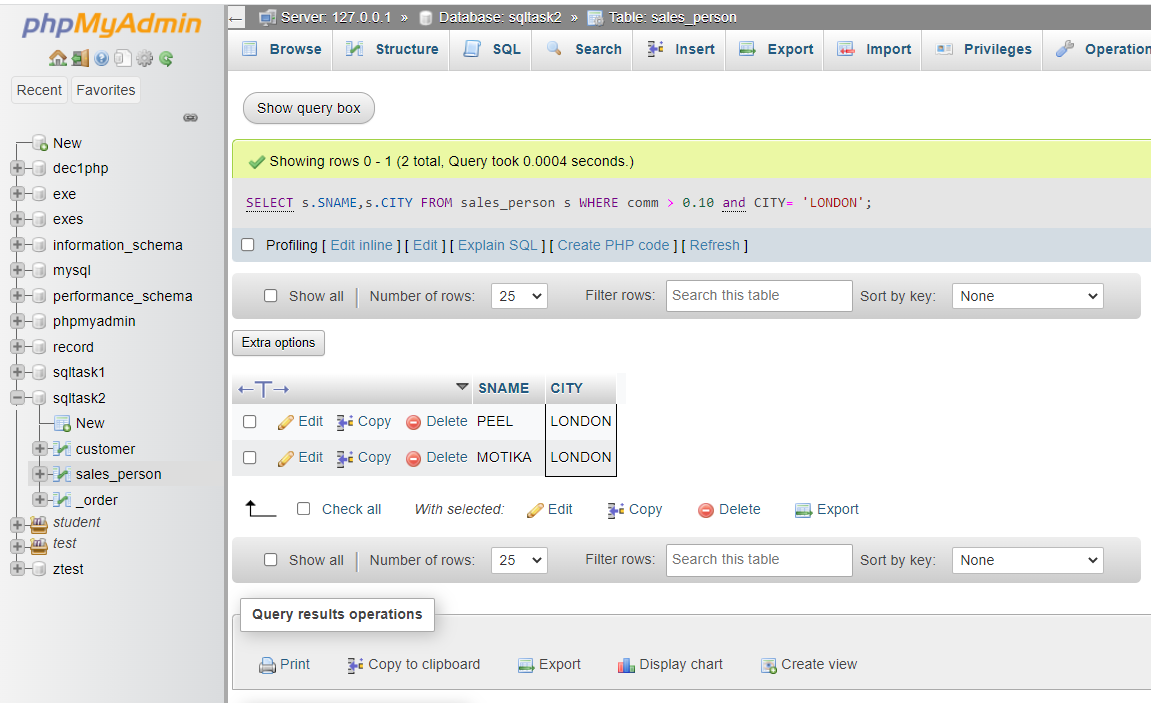 phpMyAdmin
Recent Favorites
New
dec1php
exe
exes
information_schema
mysql
performance_schema
phpmyadmin
record
sqltask1
sqltask2
New
customer
sales_person
_order
student
test
ztest
Server: 127.0.0.1 » Database: sqltask2 » Table: sales_person
Browse Structure SQL Search Insert Export Import Privileges Operation
Show query box
Showing rows 0 - 1 (2 total, Query took 0.0004 seconds.)
SELECT s.SNAME,s.CITY FROM sales_person s WHERE comm > 0.10 and CITY= 'LONDON';
Profiling [ Edit inline ] [ Edit ] [ Explain SQL ] [ Create PHP code ] [ Refresh ]
Show all | Number of rows: 25 Filter rows: Search this table Sort by key: None
Extra options
←T→ SNAME CITY
Edit Copy Delete PEEL LONDON
Edit Copy Delete MOTIKA LONDON
Check all With selected: Edit Copy Delete Export
Show all | Number of rows: 25 Filter rows: Search this table Sort by key: None
Query results operations
Print Copy to clipboard Export Display chart Create view